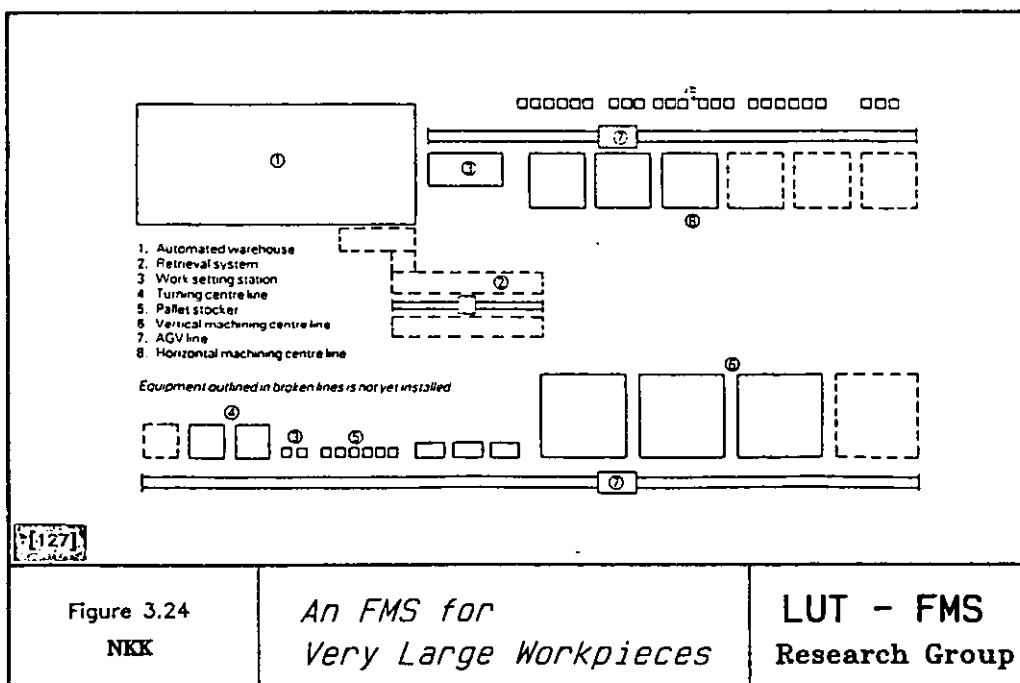 ⑦
①
③
⑧
1. Automated warehouse
2. Retrieval system
3 Work setting station
4 Turning centre line
5. Pallet stocker
6 Vertical machining centre line
7. AGV line
8. Horizontal machining centre line
②
Equipment outlined in broken lines is not yet installed
⑥
④
③
⑤
⑦
[127]
Figure 3.24
NKK
An FMS for
Very Large Workpieces
LUT - FMS
Research Group